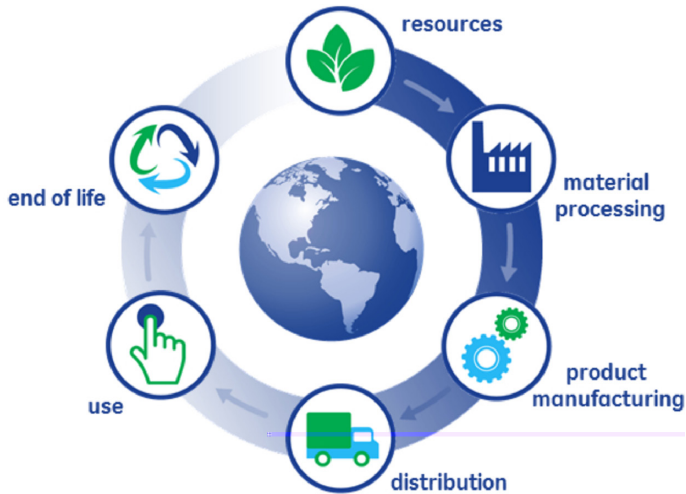 resources
material
processing
product
manufacturing
distribution
use
end of life